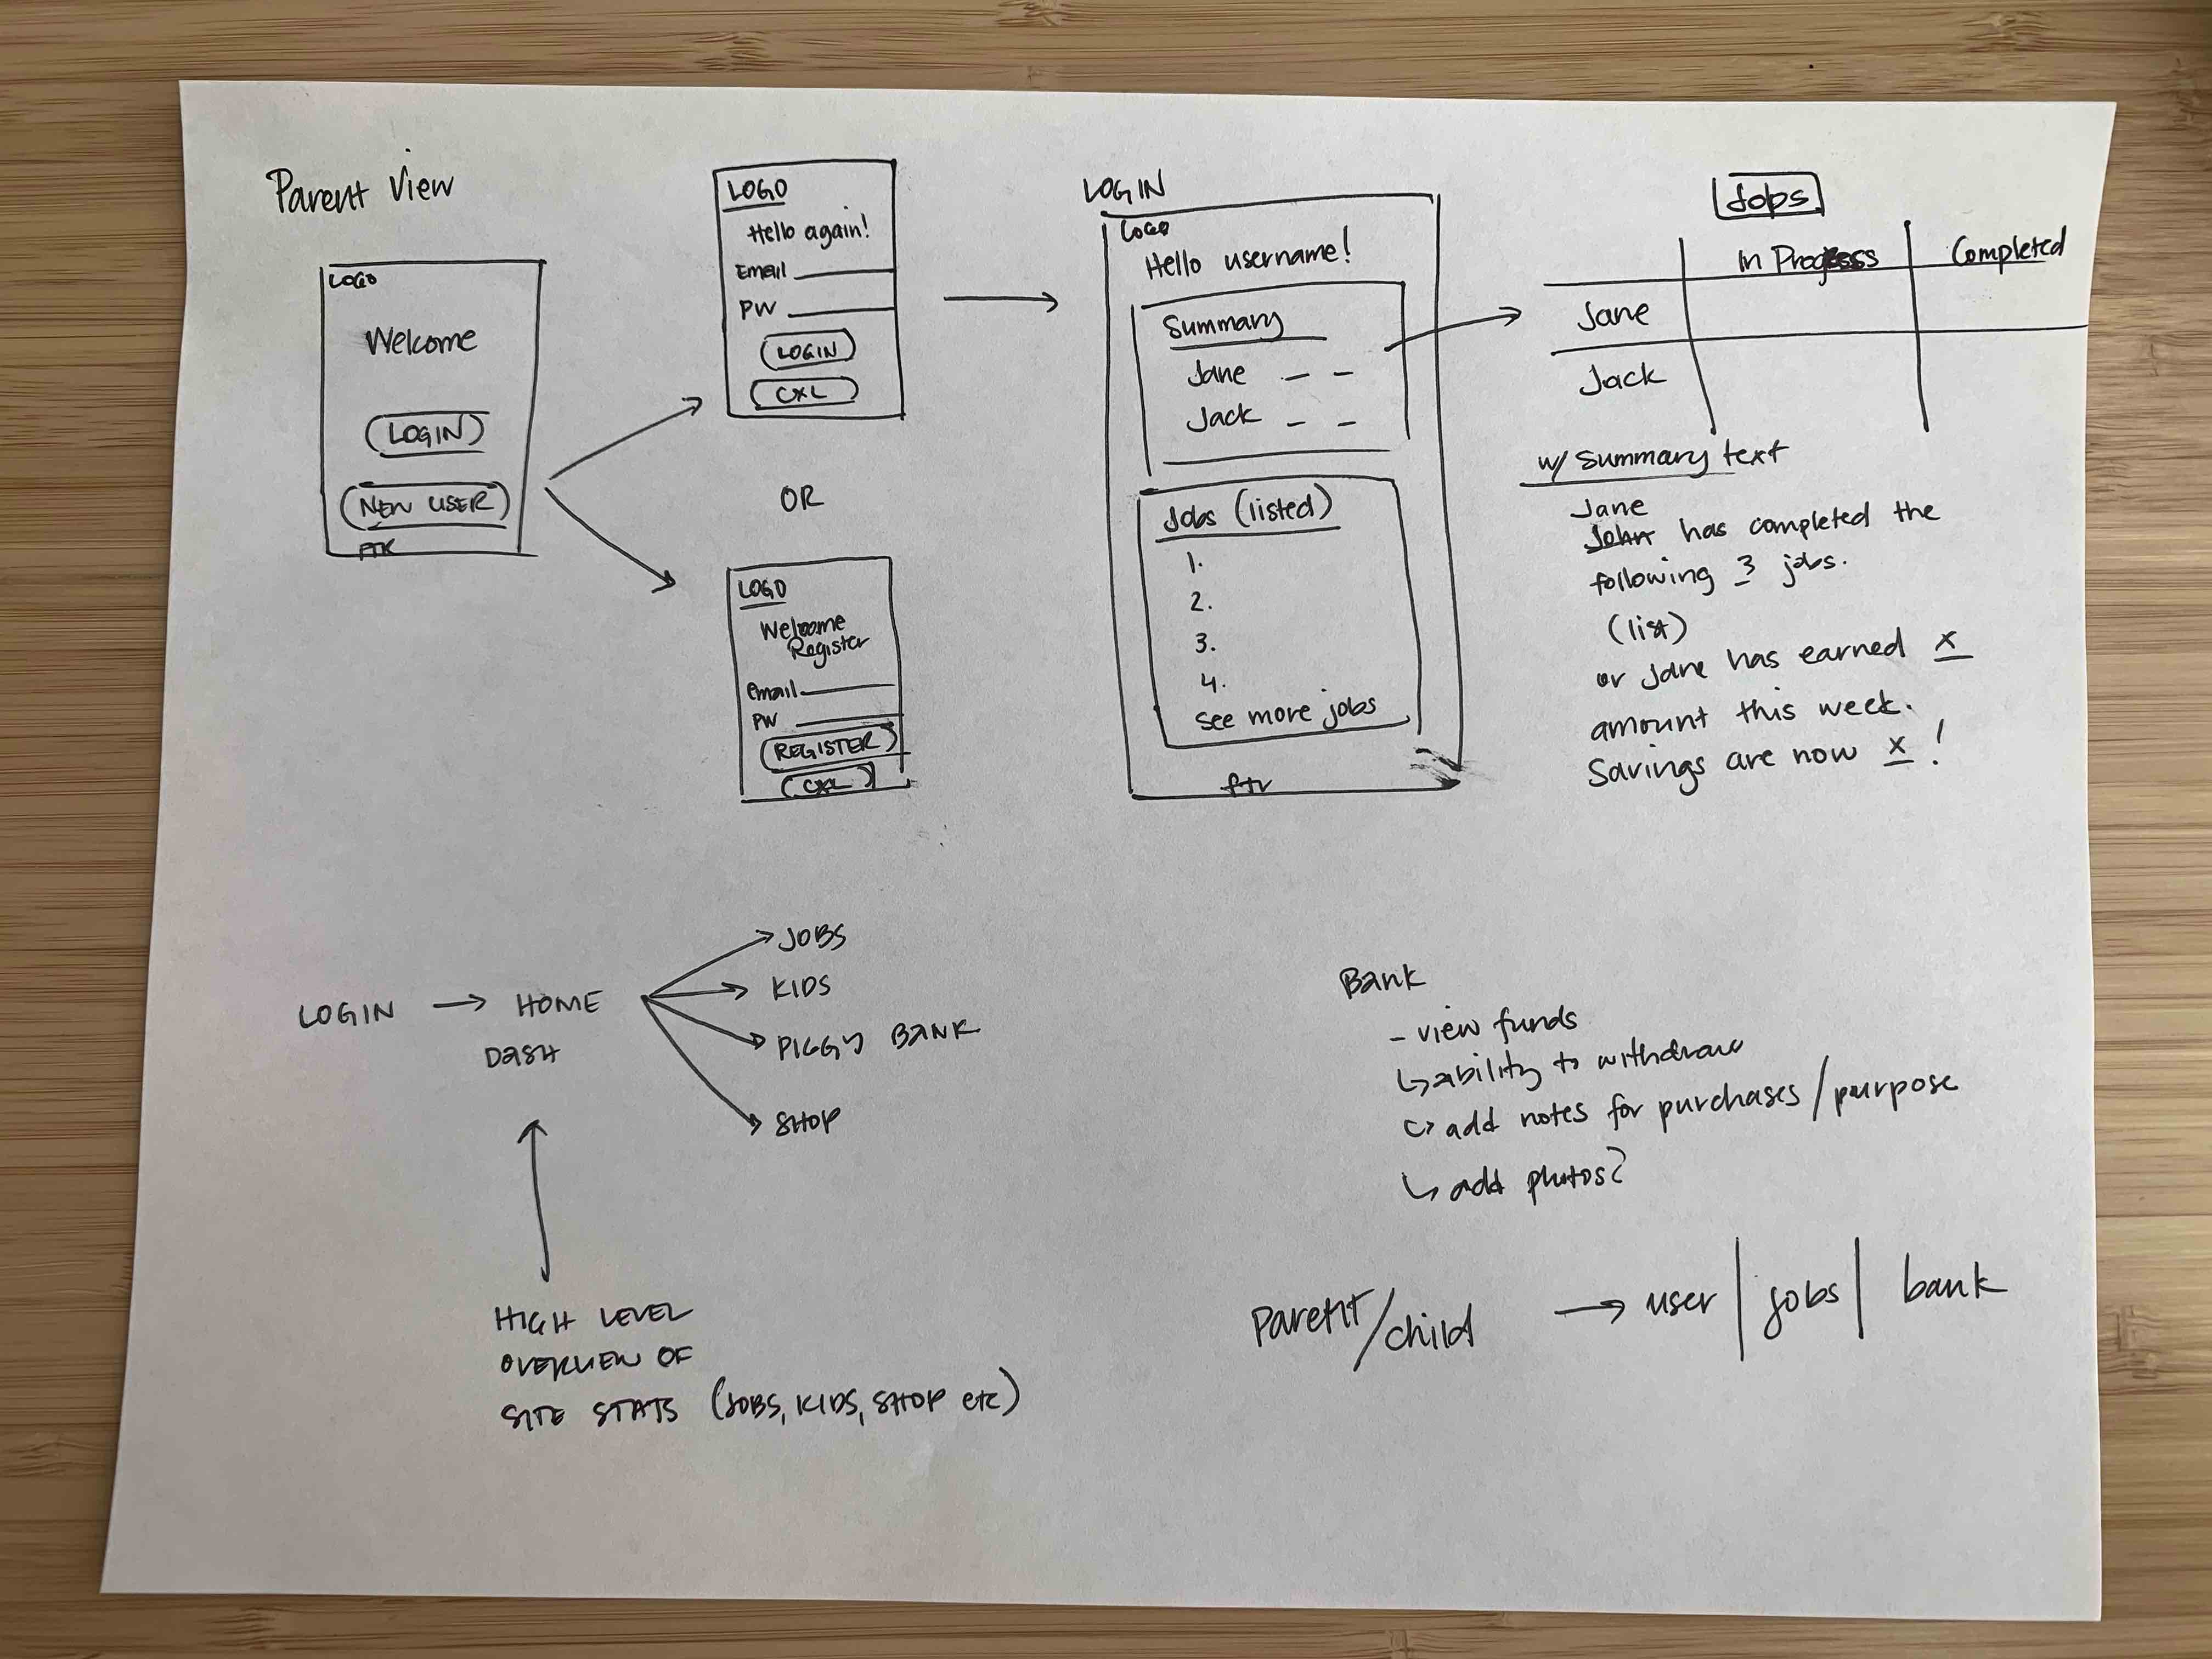 Parent View
LOGO
Welcome
LOGIN
NEW USER
LOGO
Hello again!
Email
PW
LOGIN
CXL
OR
LOGO
Welcome
Register
email
PW
REGISTER
CXL
LOGIN
LOGO
Hello username!
Summary
Jane _ _
Jack _ _
Jobs (listed)
1.
2.
3.
4.
see more jobs
ftr
Jobs
In Progress
Completed
Jane
Jack
w/ summary text
Jane
John has completed the
following 3 jobs.
(list)
or Jane has earned x
amount this week.
Savings are now x !
LOGIN → HOME
DASH
JOBS
KIDS
PIGGY BANK
SHOP
HIGH LEVEL
OVERVIEW OF
SITE STATS (JOBS, KIDS, SHOP etc)
Bank
- view funds
↳ ability to withdraw
↳ add notes for purchases/purpose
↳ add photos?
Parent/child → user | jobs | bank